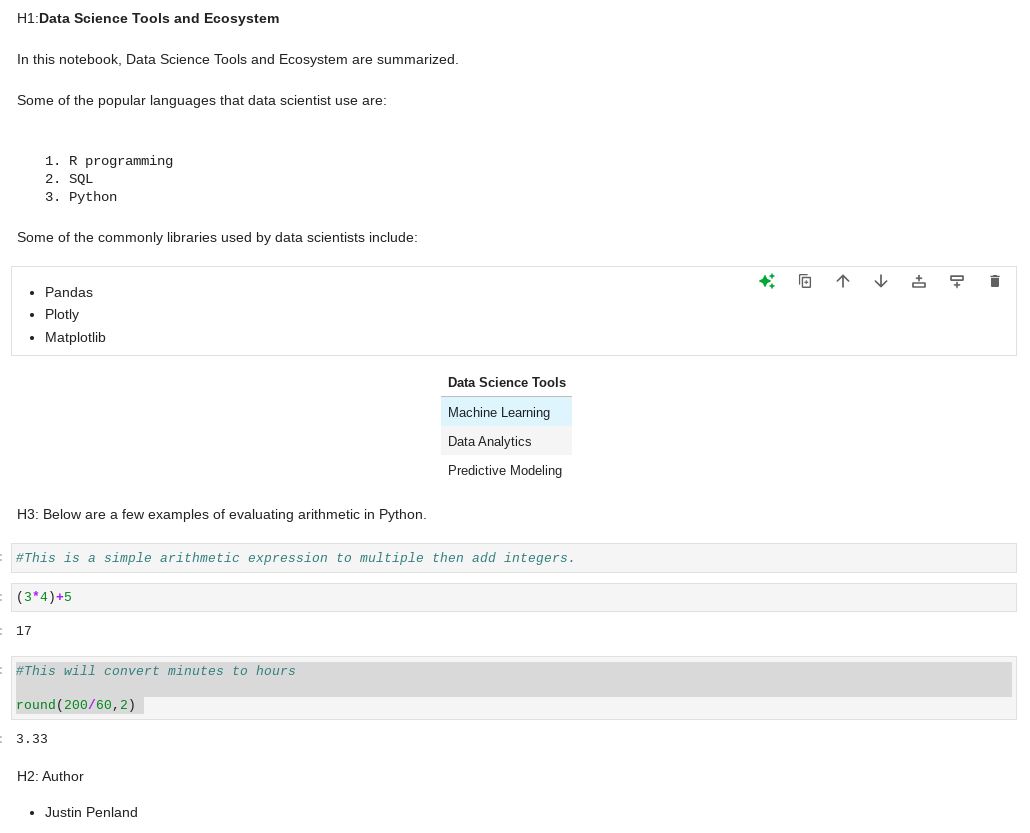 H1:Data Science Tools and Ecosystem
In this notebook, Data Science Tools and Ecosystem are summarized.
Some of the popular languages that data scientist use are:
1. R programming
2. SQL
3. Python
Some of the commonly libraries used by data scientists include:
• Pandas
• Plotly
• Matplotlib
Data Science Tools
Machine Learning
Data Analytics
Predictive Modeling
H3: Below are a few examples of evaluating arithmetic in Python.
#This is a simple arithmetic expression to multiple then add integers.
(3*4)+5
17
#This will convert minutes to hours
round(200/60,2)
3.33
H2: Author
• Justin Penland